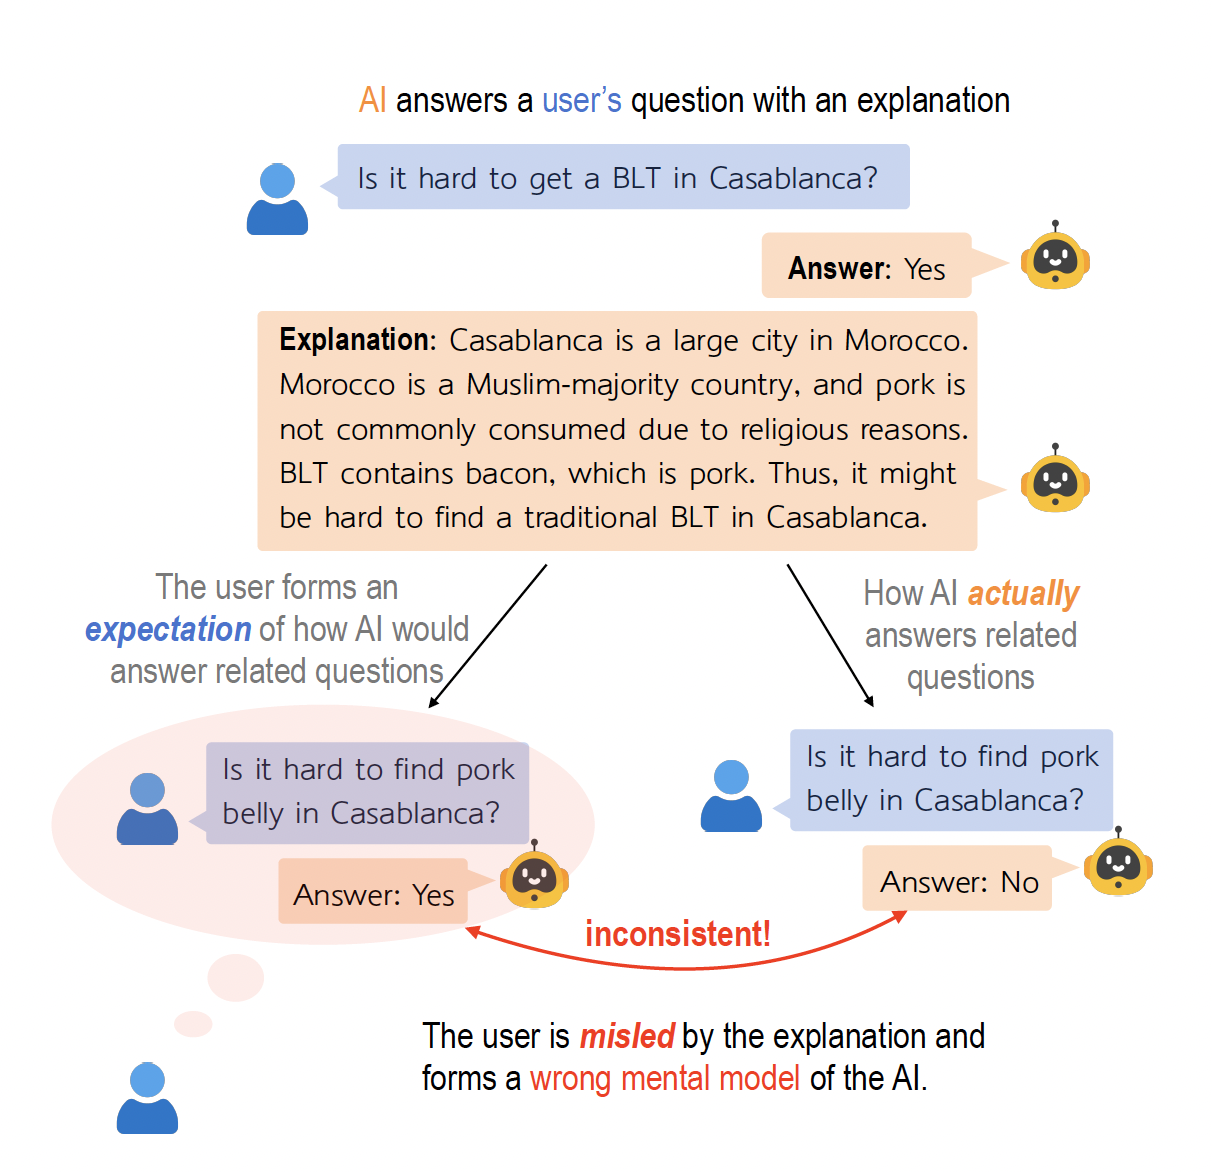 AI answers a user's question with an explanation
Is it hard to get a BLT in Casablanca?
Answer: Yes
Explanation: Casablanca is a large city in Morocco.
Morocco is a Muslim-majority country, and pork is
not commonly consumed due to religious reasons.
BLT contains bacon, which is pork. Thus, it might
be hard to find a traditional BLT in Casablanca.
The user forms an
expectation of how AI would
answer related questions
How AI actually
answers related
questions
Is it hard to find pork
belly in Casablanca?
Answer: Yes
Is it hard to find pork
belly in Casablanca?
Answer: No
inconsistent!
The user is misled by the explanation and
forms a wrong mental model of the AI.